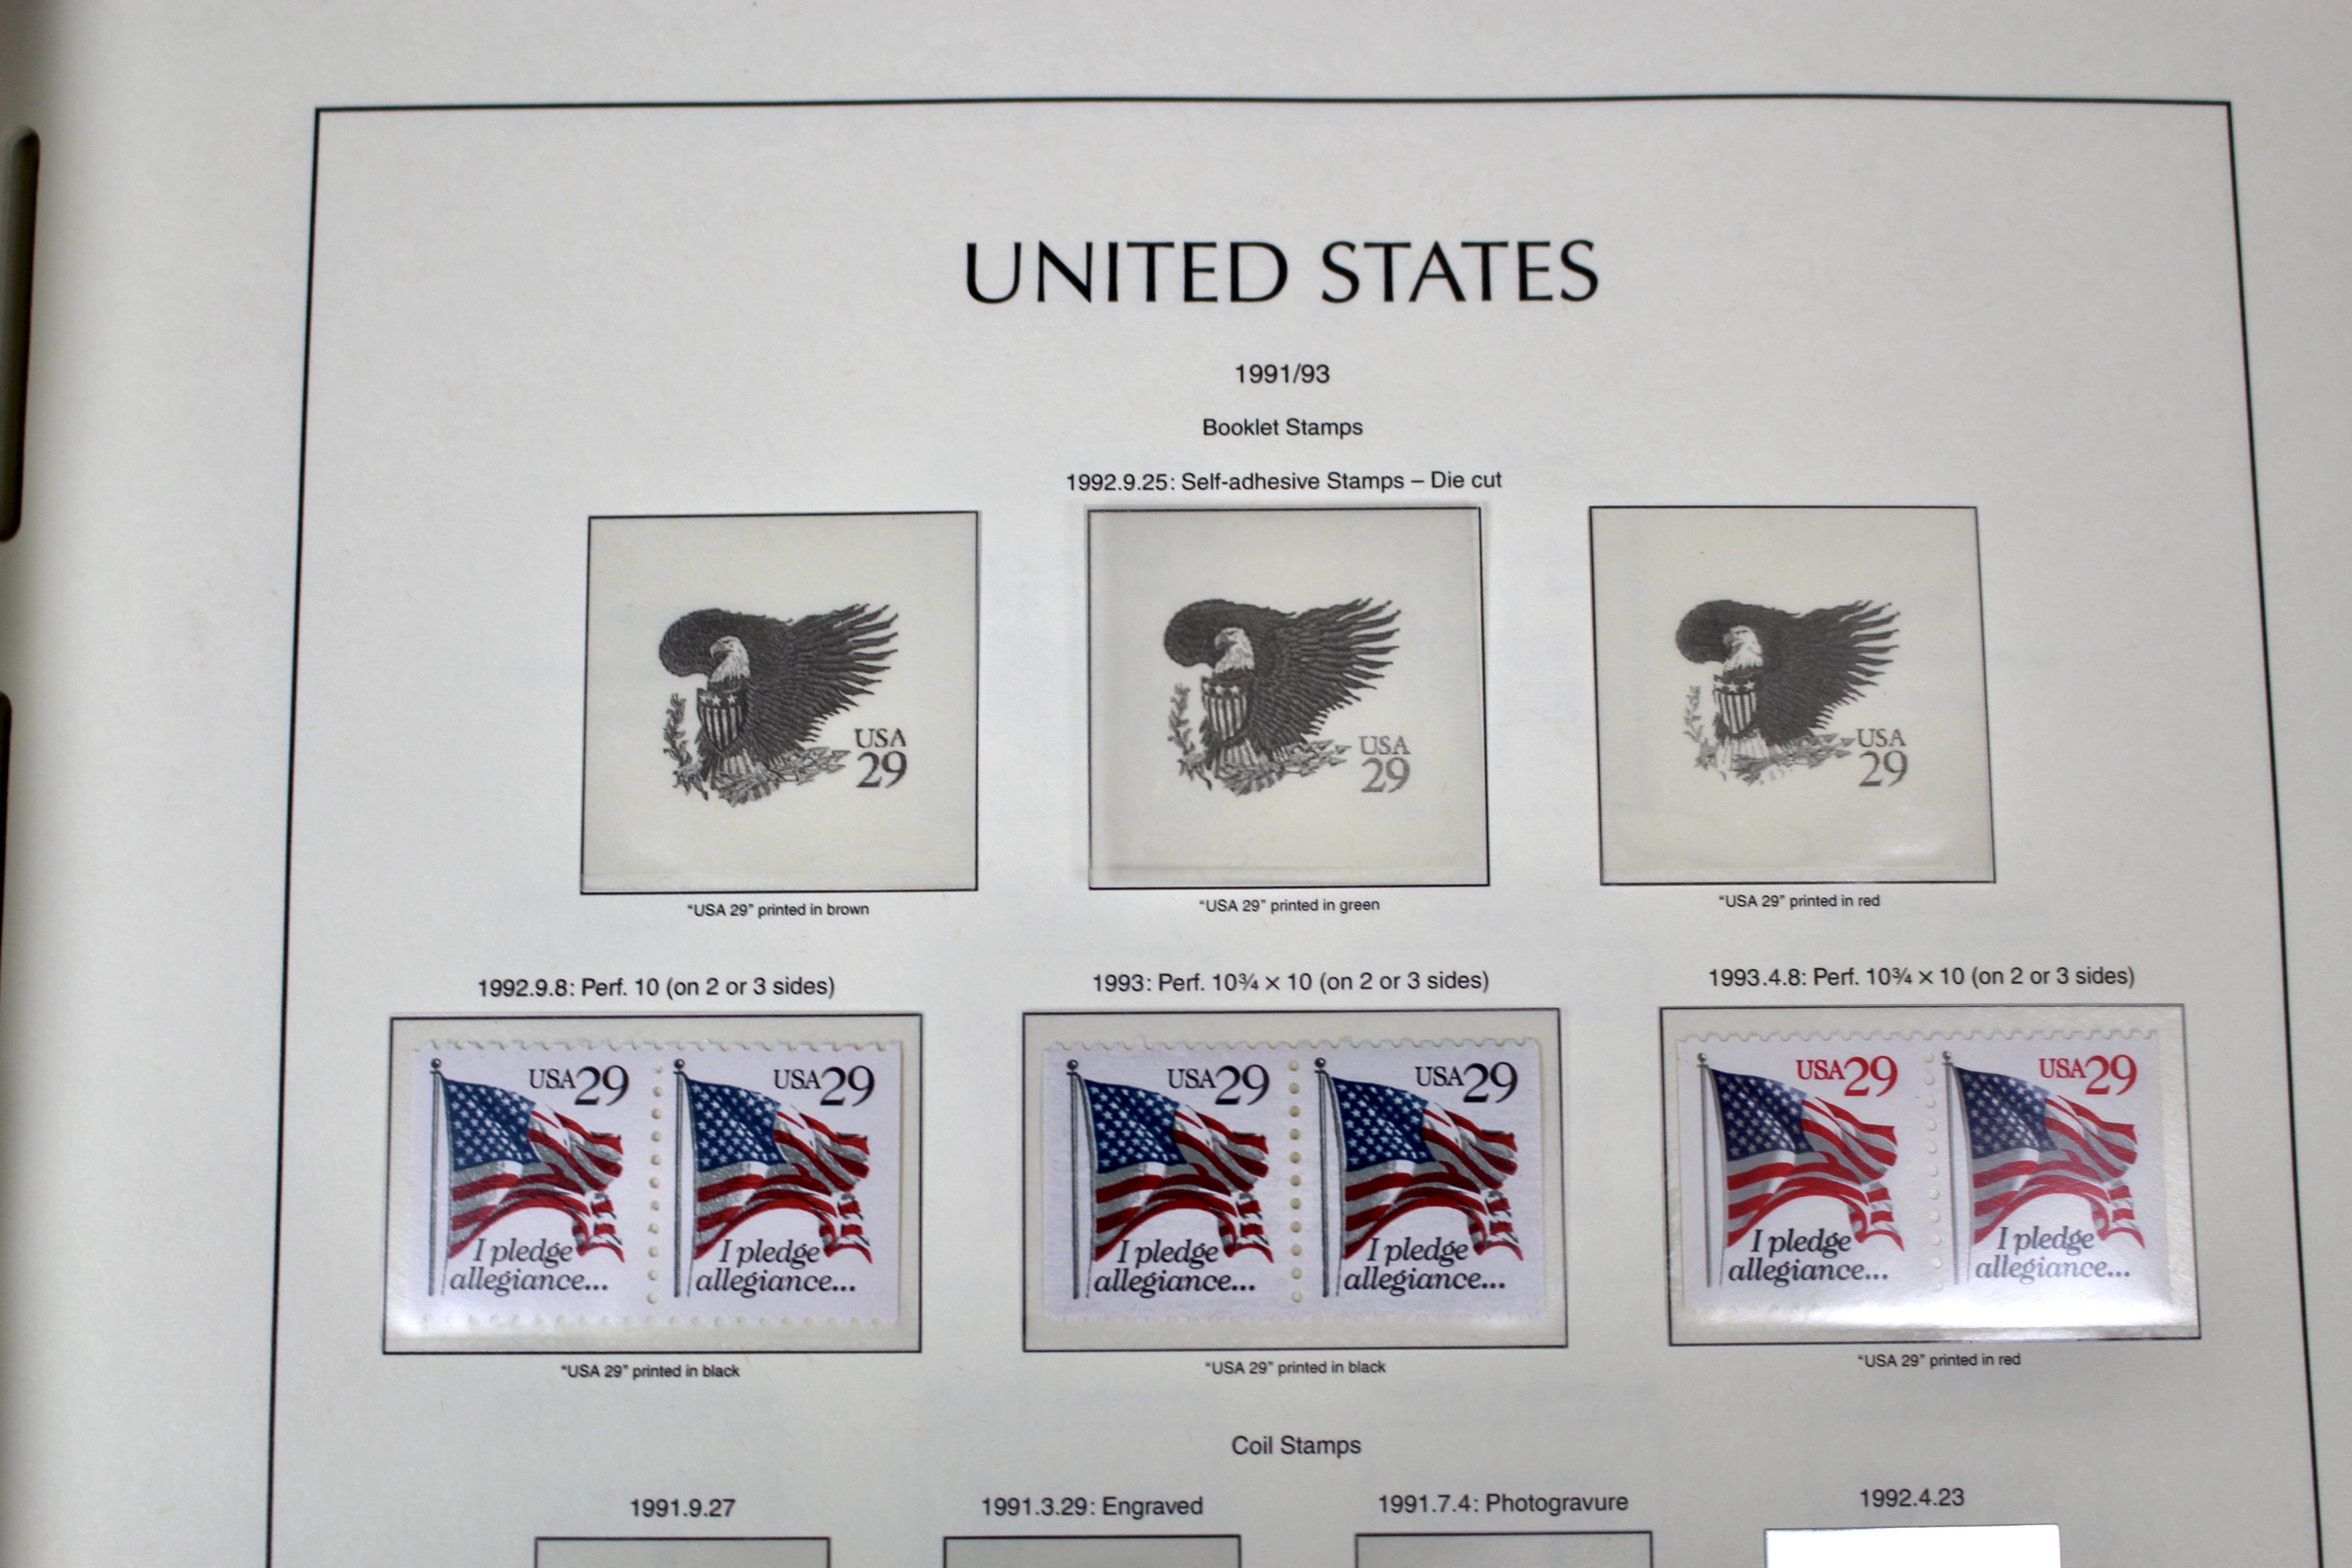 UNITED STATES
1991/93
Booklet Stamps
1992.9.25: Self-adhesive Stamps – Die cut
USA
29
USA
29
USA
29
“USA 29” printed in brown
“USA 29” printed in green
“USA 29” printed in red
1992.9.8: Perf. 10 (on 2 or 3 sides)
1993: Perf. 10¾ × 10 (on 2 or 3 sides)
1993.4.8: Perf. 10¾ × 10 (on 2 or 3 sides)
USA29
I pledge
allegiance...
USA29
I pledge
allegiance...
USA29
I pledge
allegiance...
USA29
I pledge
allegiance...
USA29
I pledge
allegiance...
USA29
I pledge
allegiance...
“USA 29” printed in black
“USA 29” printed in black
“USA 29” printed in red
Coil Stamps
1991.9.27
1991.3.29: Engraved
1991.7.4: Photogravure
1992.4.23